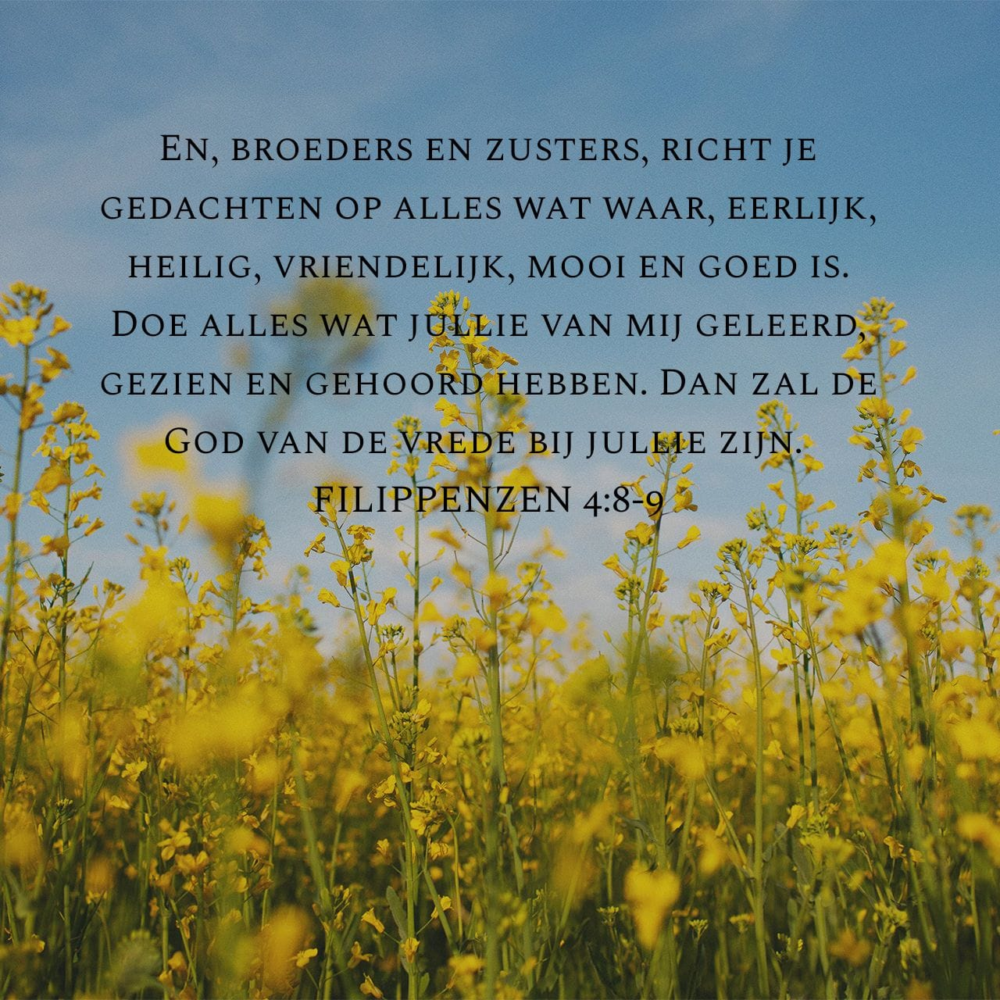 En, broeders en zusters, richt je
gedachten op alles wat waar, eerlijk,
heilig, vriendelijk, mooi en goed is.
Doe alles wat jullie van mij geleerd,
gezien en gehoord hebben. Dan zal de
God van de vrede bij jullie zijn.
FILIPPENZEN 4:8-9